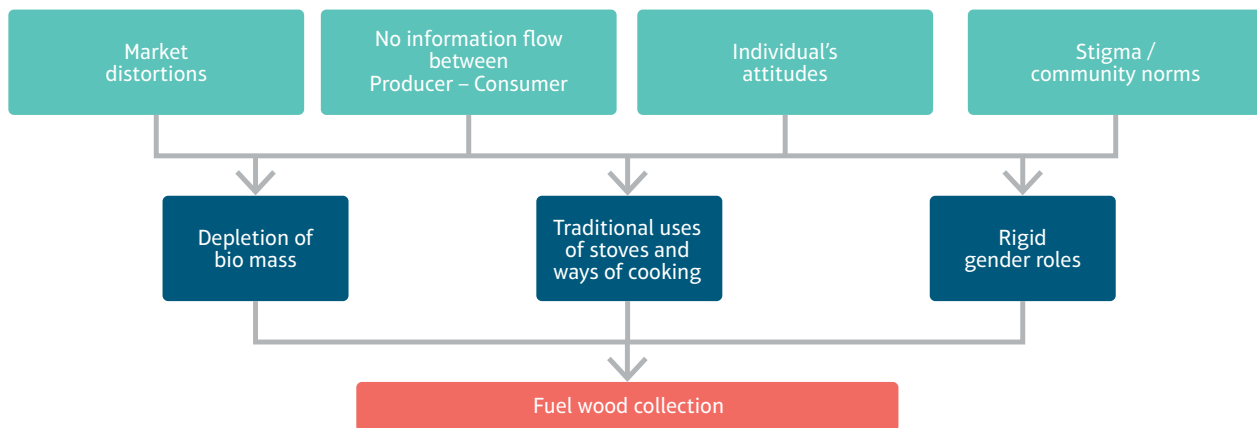 Market
distortions
No information flow
between
Producer – Consumer
Individual’s
attitudes
Stigma /
community norms
Depletion of
bio mass
Traditional uses
of stoves and
ways of cooking
Rigid
gender roles
Fuel wood collection